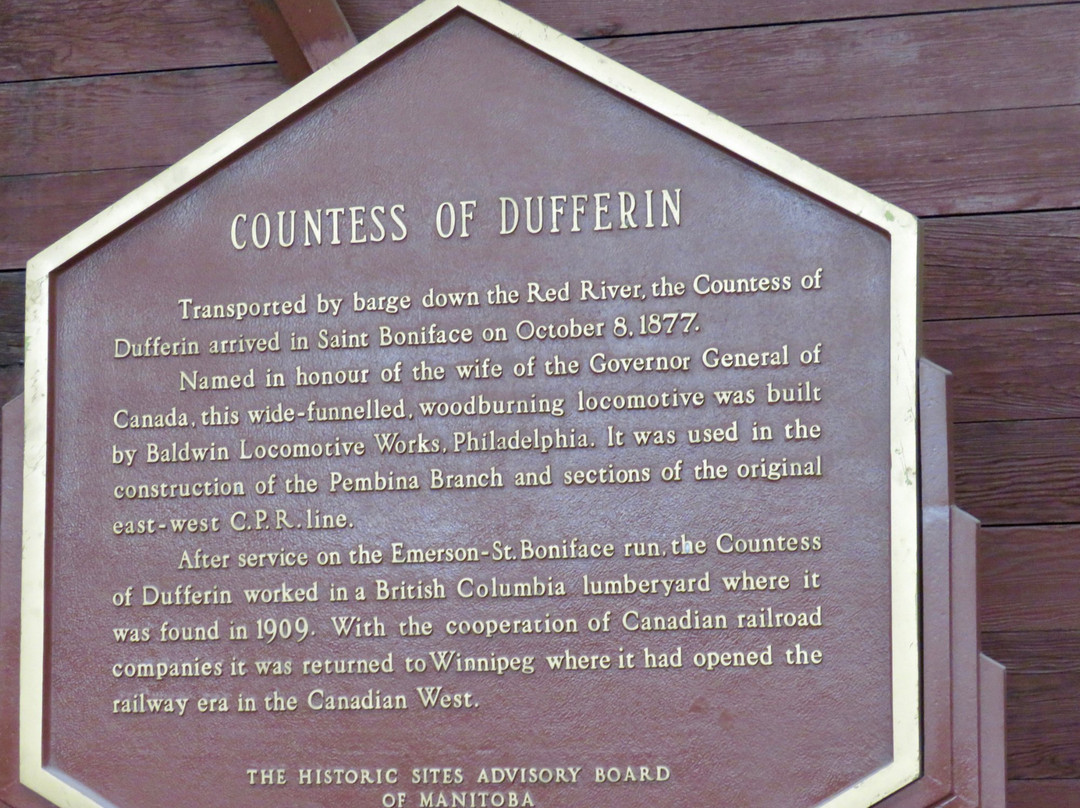 COUNTESS OF DUFFERIN
Transported by barge down the Red River, the Countess of
Dufferin arrived in Saint Boniface on October 8, 1877.
Named in honour of the wife of the Governor General of
Canada, this wide-funnelled, woodburning locomotive was built
by Baldwin Locomotive Works, Philadelphia. It was used in the
construction of the Pembina Branch and sections of the original
east-west C.P.R. line.
After service on the Emerson-St. Boniface run, the Countess
of Dufferin worked in a British Columbia lumberyard where it
was found in 1909. With the cooperation of Canadian railroad
companies it was returned to Winnipeg where it had opened the
railway era in the Canadian West.
THE HISTORIC SITES ADVISORY BOARD
OF MANITOBA